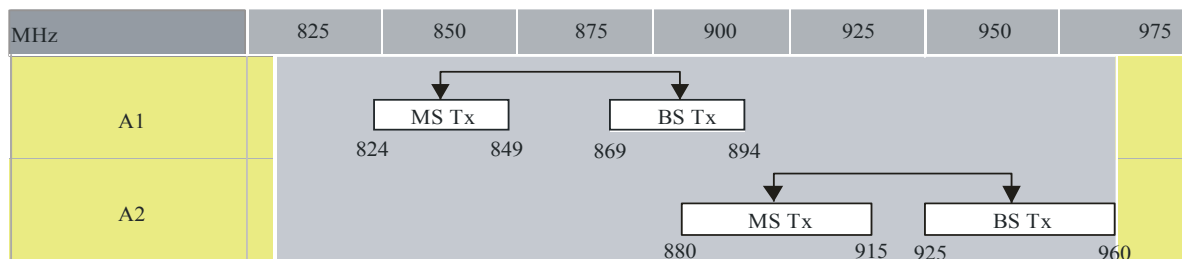 MHz 825 850 875 900 925 950 975
A1 MS Tx BS Tx
824 849 869 894
A2 MS Tx BS Tx
880 915 925 960